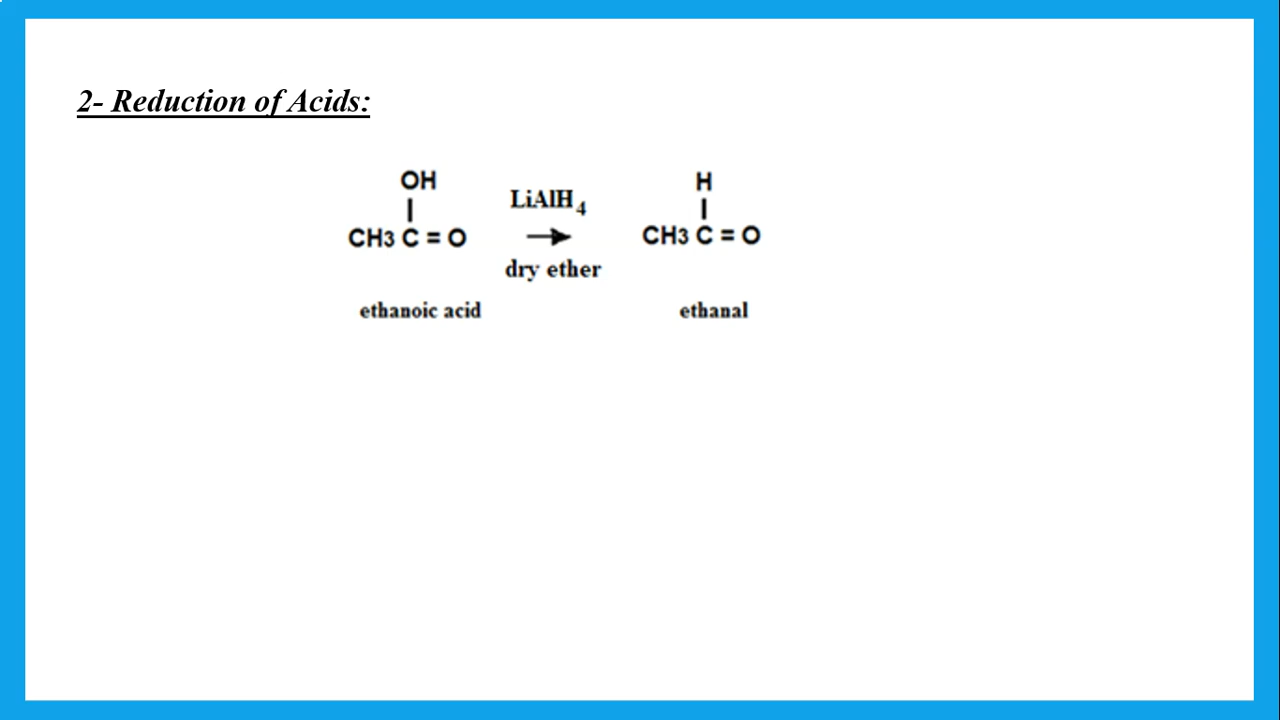 2- Reduction of Acids:
OH
|
CH3 C = O
LiAlH4
dry ether
H
|
CH3 C = O
ethanoic acid
ethanal